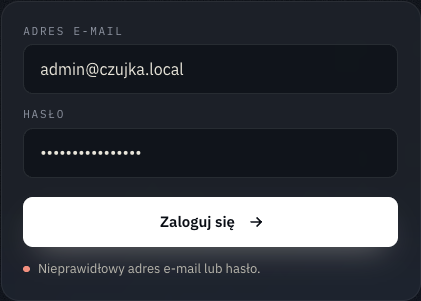 ADRES E-MAIL
admin@czujka.local
HASŁO
••••••••••••••••
Zaloguj się →
Nieprawidłowy adres e-mail lub hasło.